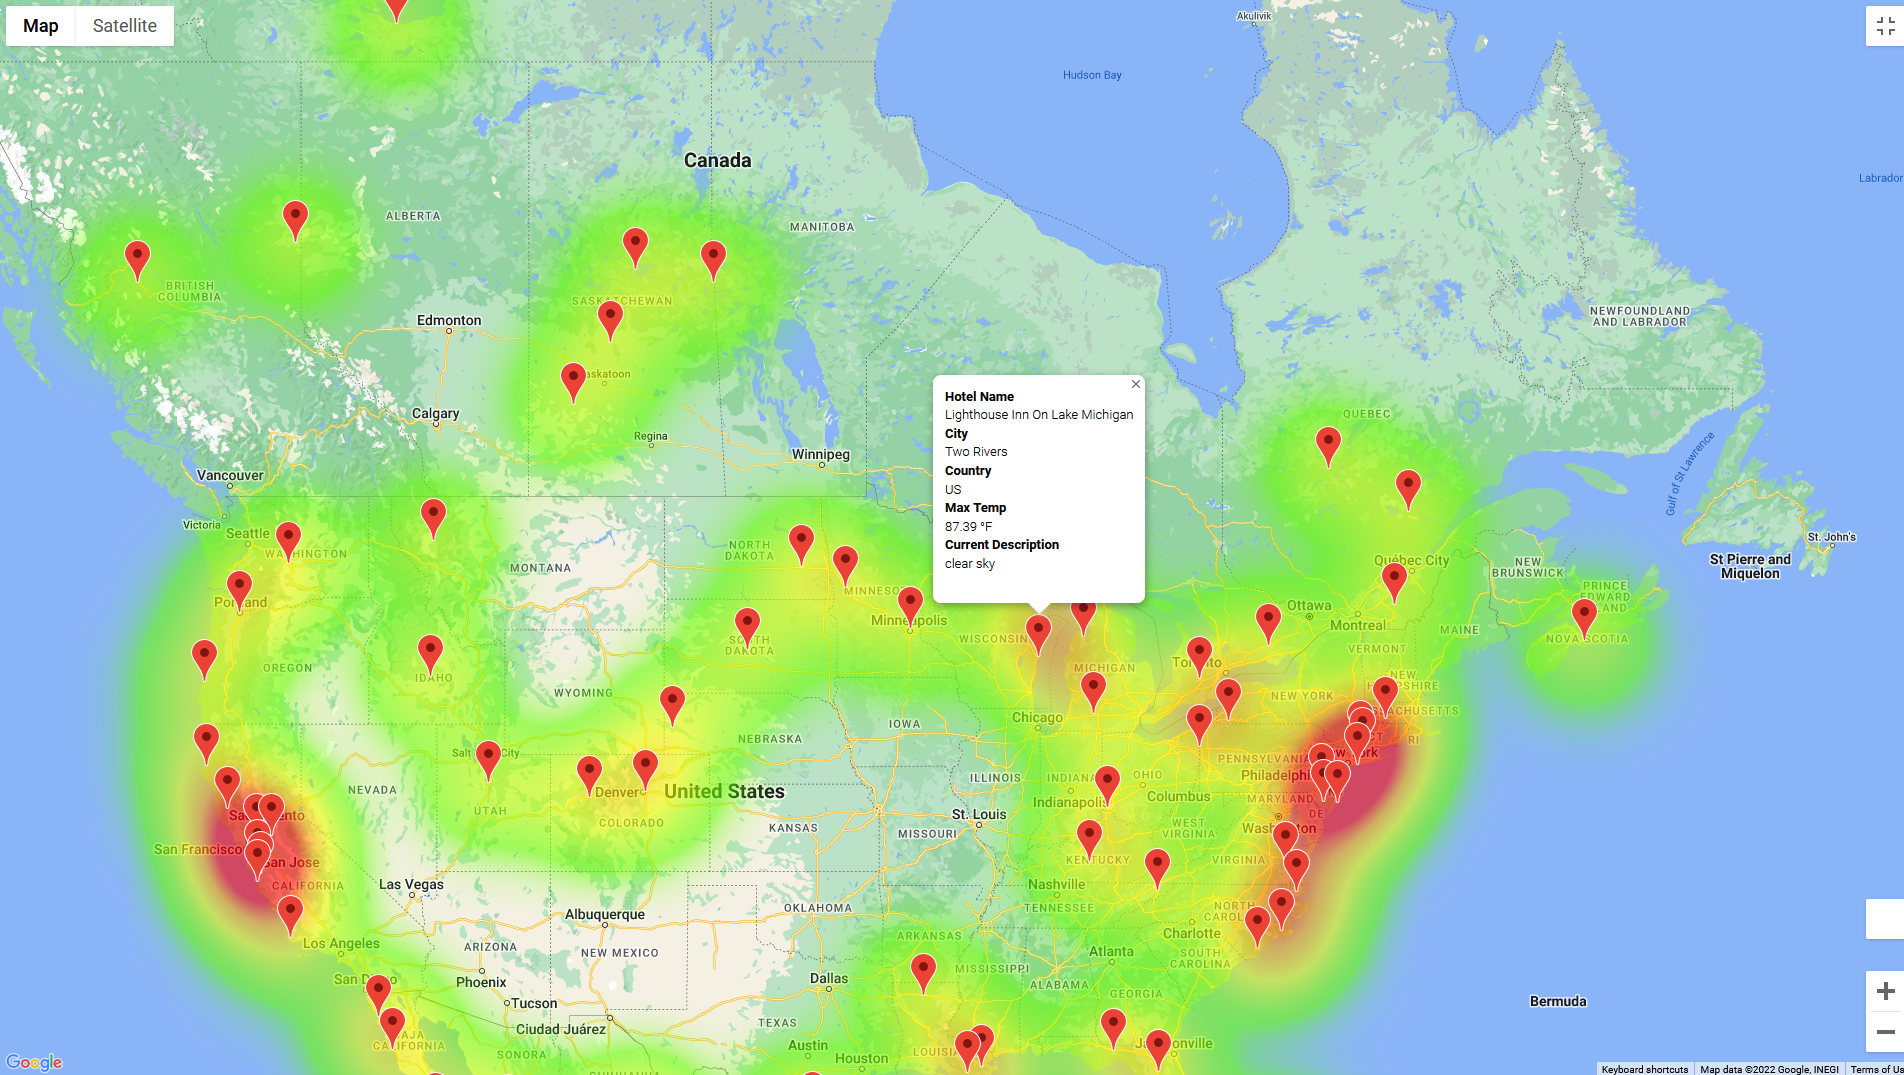 Map
Satellite
Akulivik
Hudson Bay
Canada
Labrador
ALBERTA
MANITOBA
BRITISH
COLUMBIA
SASKATCHEWAN
Edmonton
NEWFOUNDLAND
AND LABRADOR
askatoon
Calgary
Regina
Winnipeg
Vancouver
Victoria
QUEBEC
Gulf of St Lawrence
Hotel Name
Lighthouse Inn On Lake Michigan
City
Two Rivers
Country
US
Max Temp
87.39 °F
Current Description
clear sky
Seattle
WASHINGTON
MONTANA
NORTH
DAKOTA
MINNESO
Québec City
NEW
BRUNSWICK
St. John's
St Pierre and
Miquelon
PRINCE
EDWARD
ISLAND
NOVA SCOTIA
Portland
Minneapolis
Ottawa
Montreal
MAINE
SOUTH
DAKOTA
WISCONSIN
MICHIGAN
Toronto
VERMONT
OREGON
IDAHO
WYOMING
NEW YORK
NEW
HAMPSHIRE
MASSACHUSETTS
CT
RI
Chicago
IOWA
NEBRASKA
Salt
City
PENNSYLVANIA
New York
Philadelphia
United States
Denver
NEVADA
UTAH
COLORADO
ILLINOIS
INDIANA
OHIO
Indianapolis
Columbus
MARYLAND
DE
Sacramento
KANSAS
MISSOURI
St. Louis
WEST
VIRGINIA
Washington
San Francisco
San Jose
CALIFORNIA
KENTUCKY
VIRGINIA
Las Vegas
Nashville
TENNESSEE
NORTH
CAROL
Albuquerque
OKLAHOMA
Los Angeles
ARIZONA
NEW MEXICO
ARKANSAS
Charlotte
Atlanta
SOUTH
CAROLINA
San Diego
Phoenix
Dallas
MISSISSIPPI
ALABAMA
GEORGIA
Tucson
Bermuda
BAJA
CALIFORNIA
Ciudad Juárez
TEXAS
SONORA
Austin
Houston
LOUISI
Jacksonville
CHIHUAHUA
Google
Keyboard shortcuts
Map data ©2022 Google, INEGI
Terms of Us